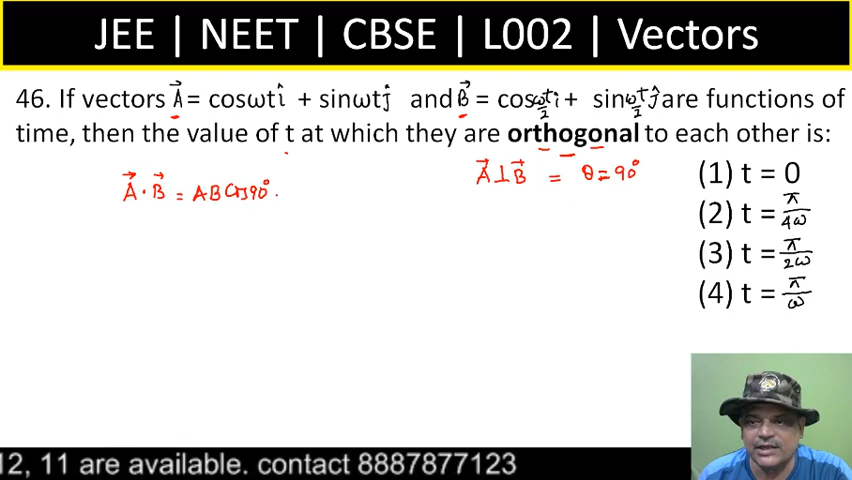 JEE | NEET | CBSE | L002 | Vectors
46. If vectors A⃗ = cosωtî + sinωtĵ and B⃗ = cos ωt/2 î + sin ωt/2 ĵ are functions of
time, then the value of t at which they are orthogonal to each other is:
A⃗ · B⃗ = AB Cos90°.
A⃗ ⊥ B⃗ = θ = 90°
(1) t = 0
(2) t = π/4ω
(3) t = π/2ω
(4) t = π/ω
12, 11 are available. contact 8887877123